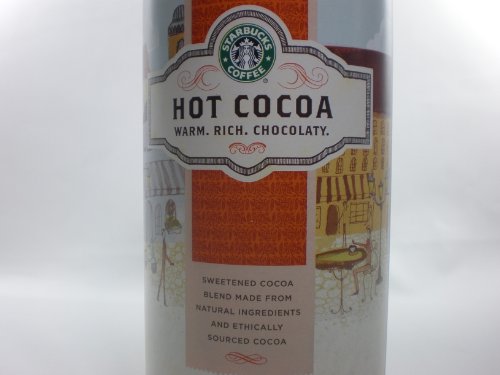 STARBUCKS
COFFEE
®
HOT COCOA
WARM. RICH. CHOCOLATY.
SWEETENED COCOA
BLEND MADE FROM
NATURAL INGREDIENTS
AND ETHICALLY
SOURCED COCOA